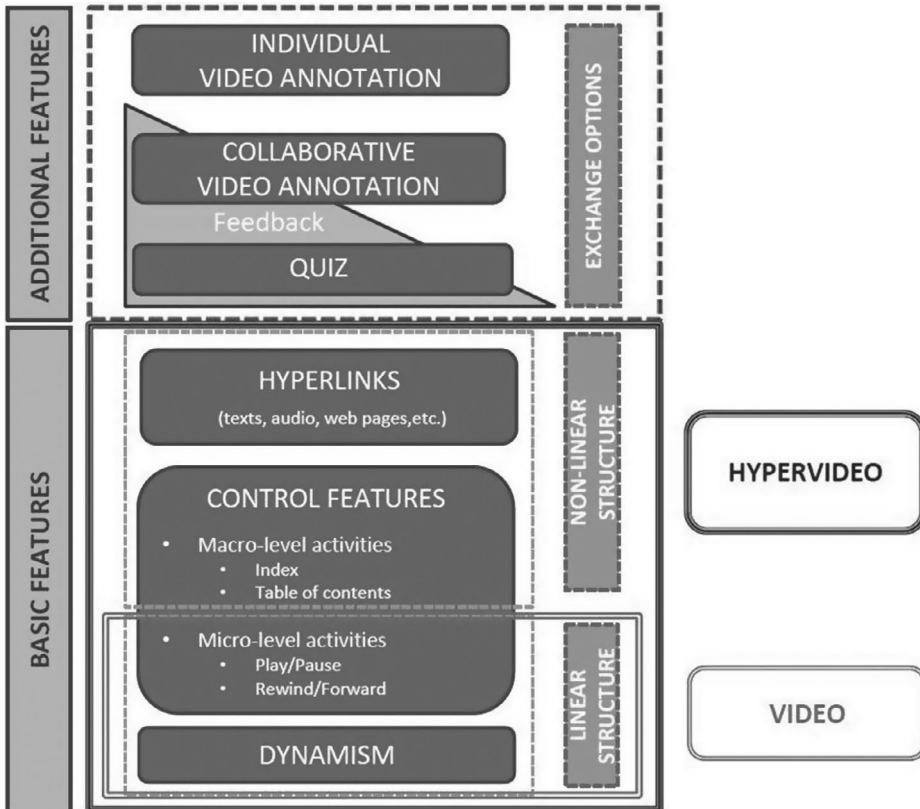 ADDITIONAL FEATURES
INDIVIDUAL
VIDEO ANNOTATION
COLLABORATIVE
VIDEO ANNOTATION
Feedback
QUIZ
EXCHANGE OPTIONS
BASIC FEATURES
HYPERLINKS
(texts, audio, web pages,etc.)
CONTROL FEATURES
• Macro-level activities
• Index
• Table of contents
• Micro-level activities
• Play/Pause
• Rewind/Forward
DYNAMISM
NON-LINEAR
STRUCTURE
LINEAR
STRUCTURE
HYPERVIDEO
VIDEO